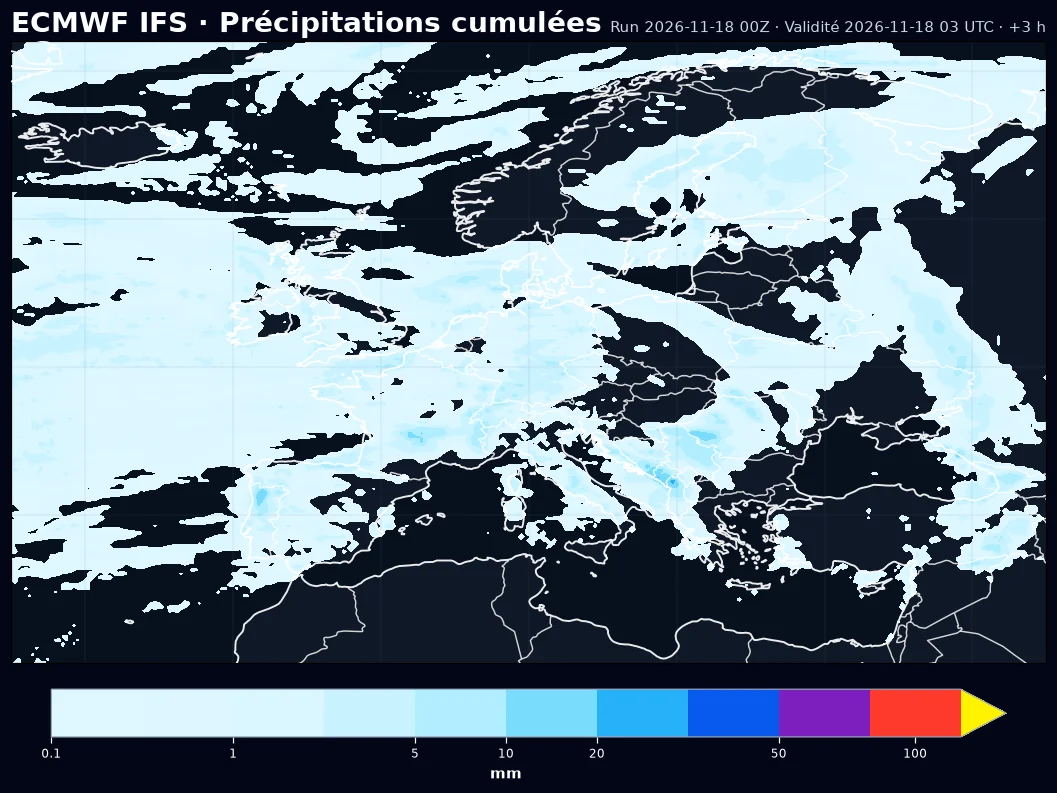 ECMWF IFS · Précipitations cumulées Run 2026-11-18 00Z · Validité 2026-11-18 03 UTC · +3 h
0.1 1 5 10 20 50 100
mm